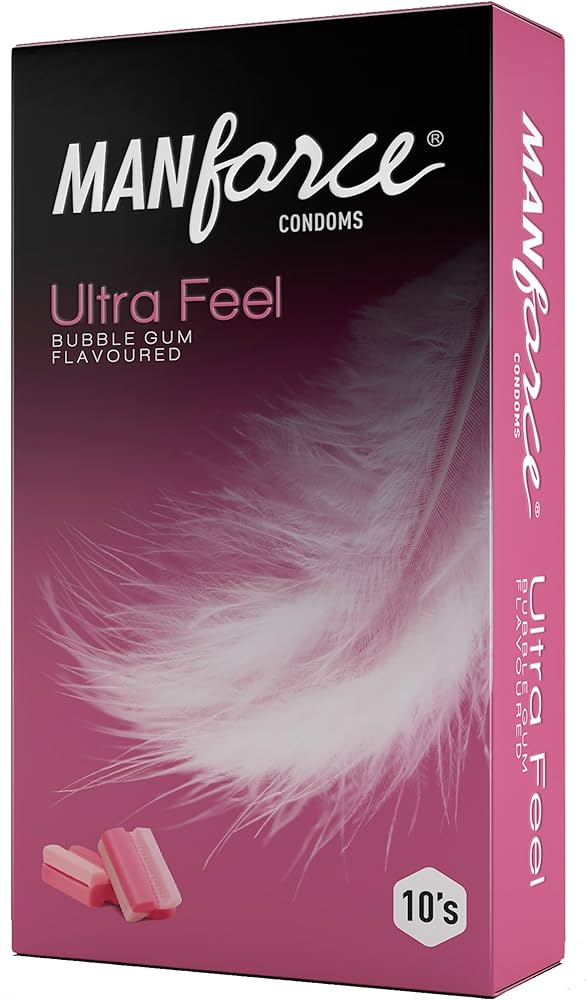 MANforce®
CONDOMS
Ultra Feel
BUBBLE GUM
FLAVOURED
10's
MANforce®
CONDOMS
Ultra Feel
BUBBLE GUM
FLAVOURED